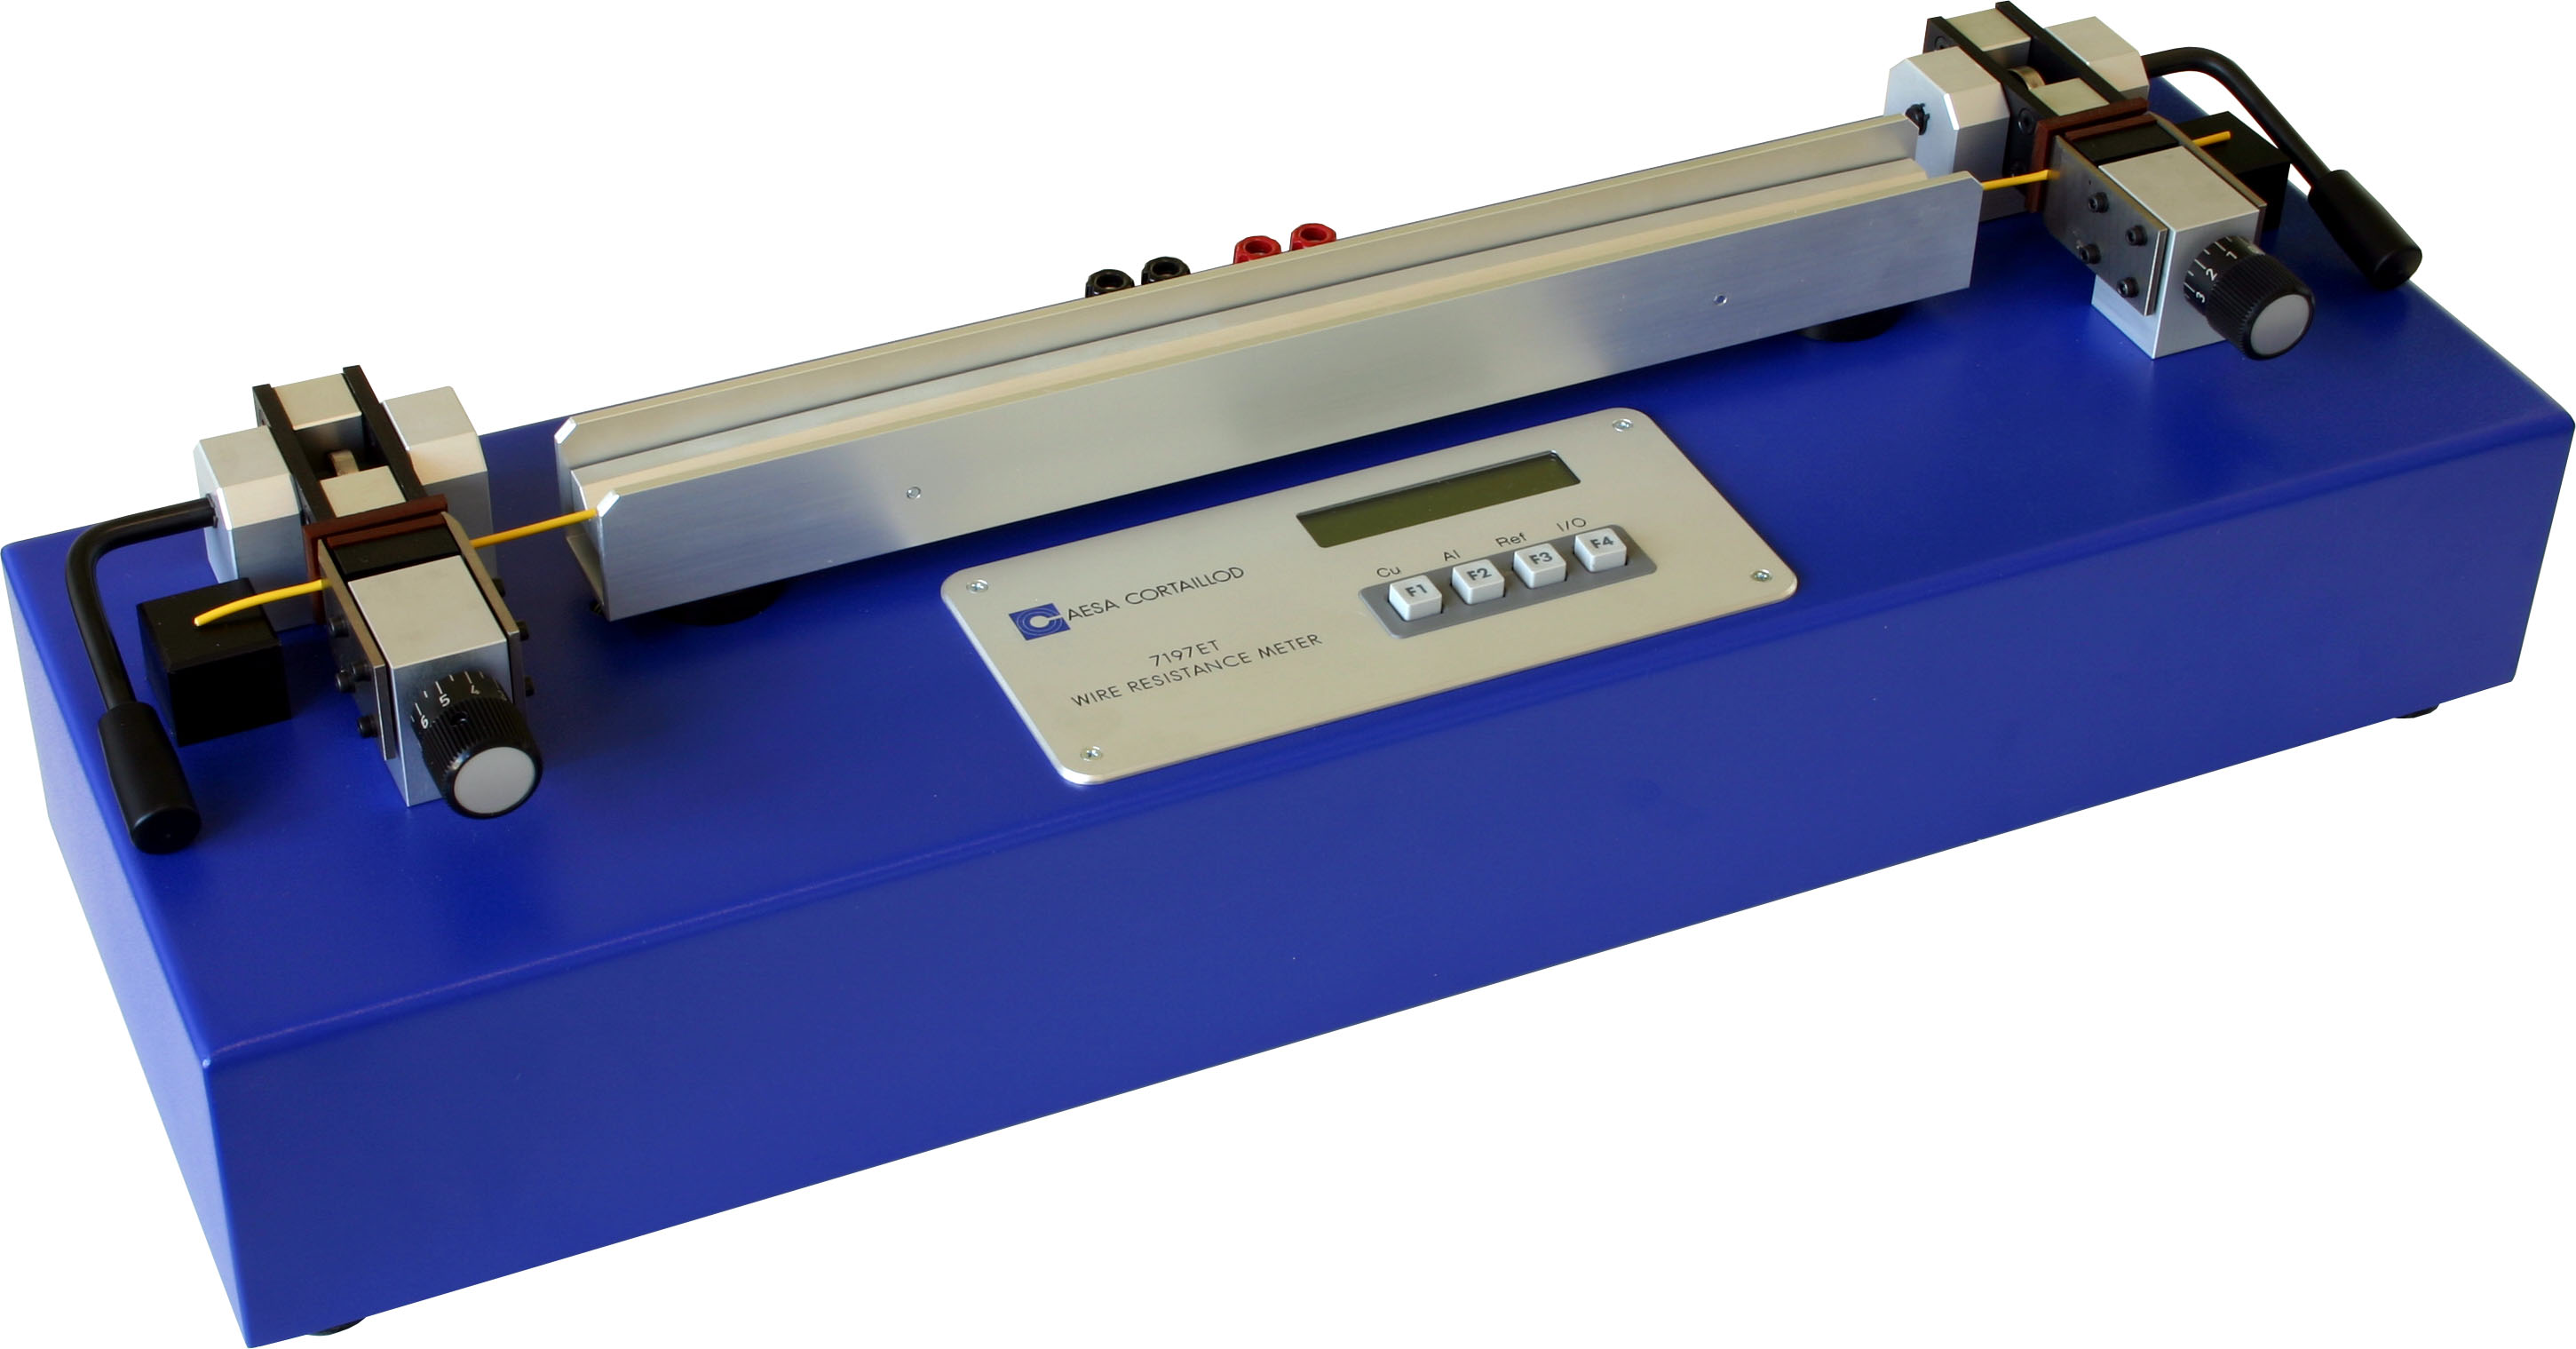 Cu Al Ref I/O
F1 F2 F3 F4
AESA CORTAILLOD
7197ET
WIRE RESISTANCE METER
6 5 4
3 2 1